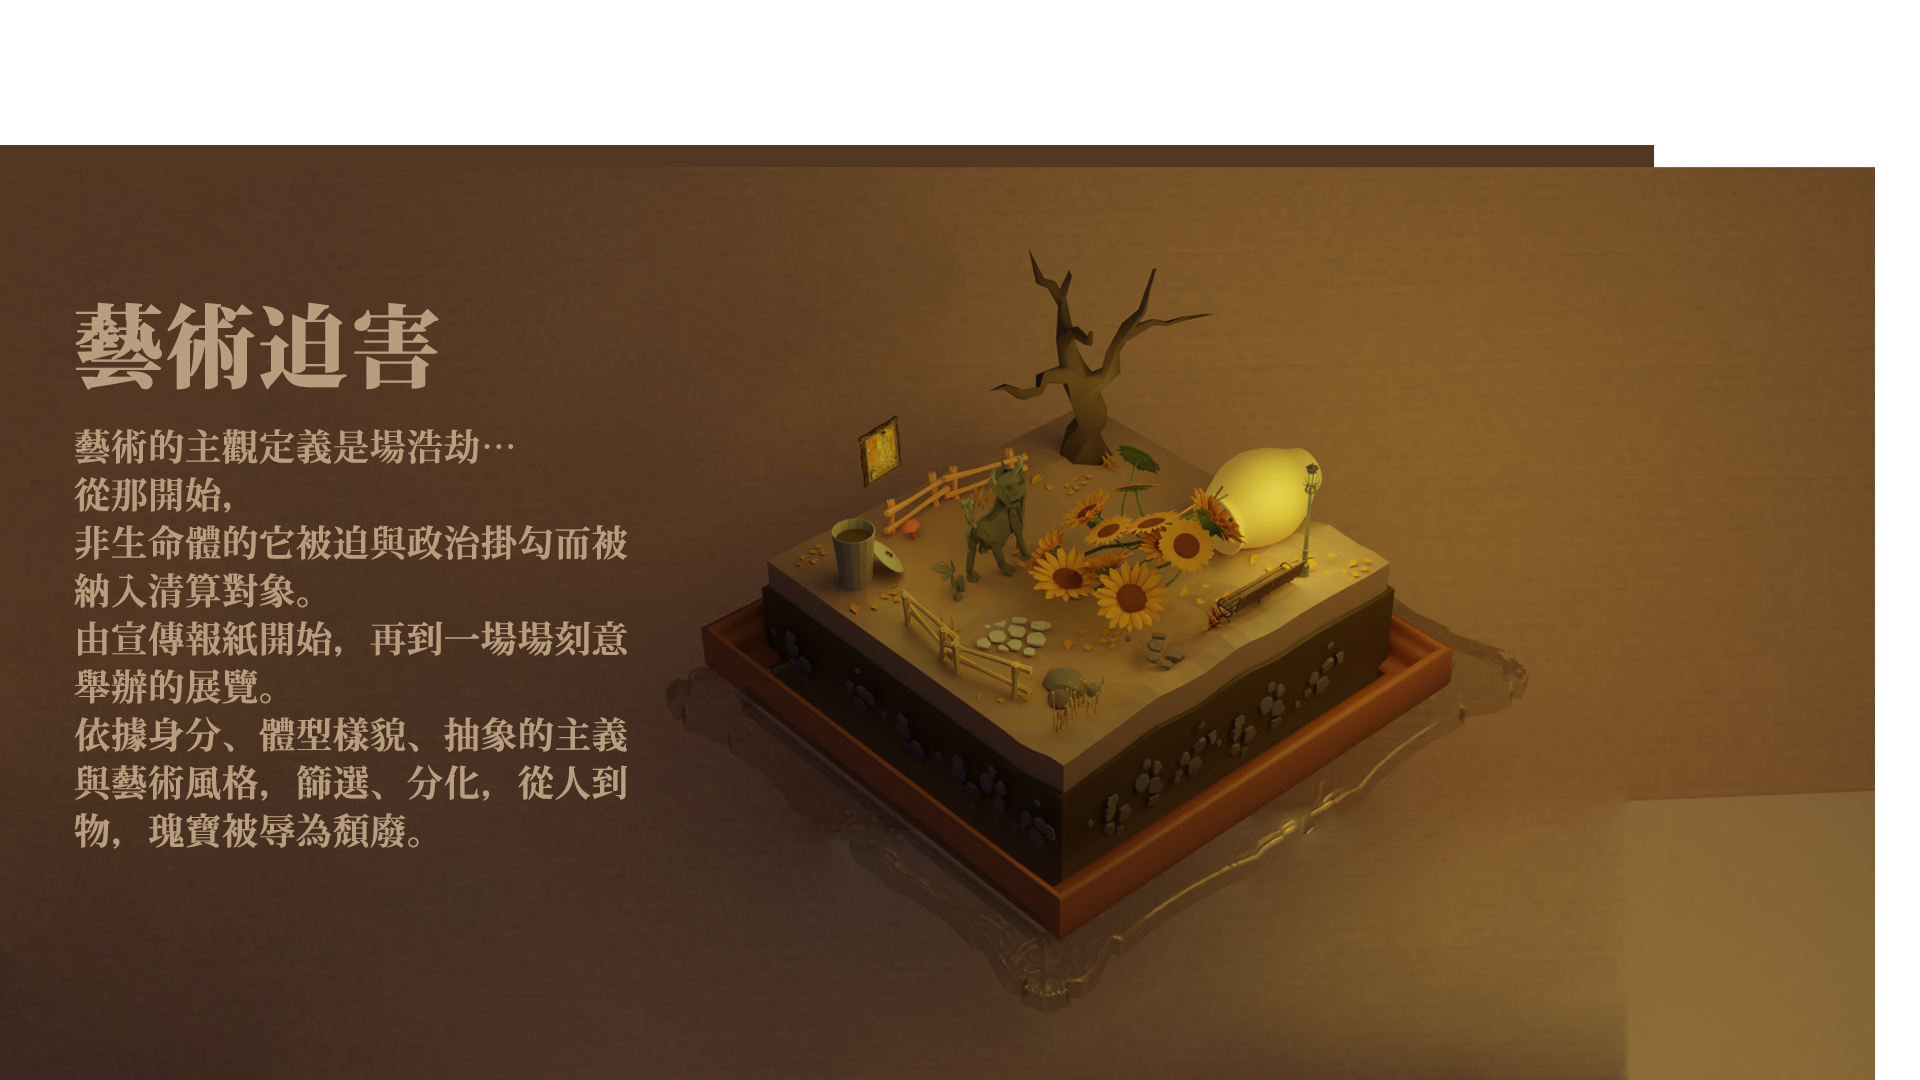 藝術迫害
藝術的主觀定義是場浩劫…
從那開始，
非生命體的它被迫與政治掛勾而被
納入清算對象。
由宣傳報紙開始，再到一場場刻意
舉辦的展覽。
依據身分、體型樣貌、抽象的主義
與藝術風格，篩選、分化，從人到
物，瑰寶被辱為頹廢。